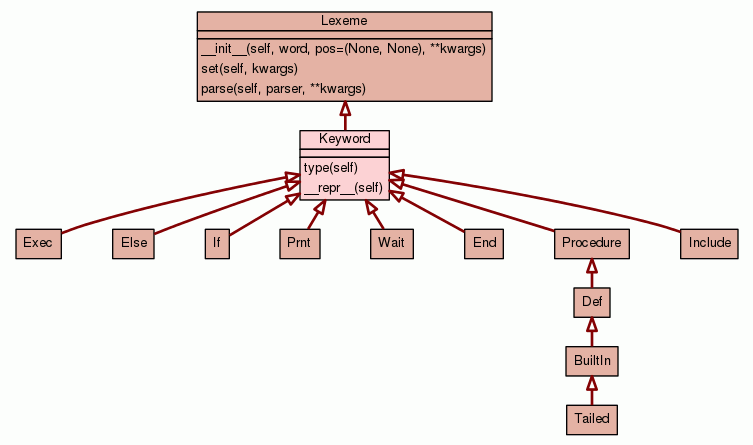 Lexeme
__init__(self, word, pos=(None, None), **kwargs)
set(self, kwargs)
parse(self, parser, **kwargs)
Keyword
type(self)
__repr__(self)
Exec
Else
If
Prnt
Wait
End
Procedure
Include
Def
BuiltIn
Tailed